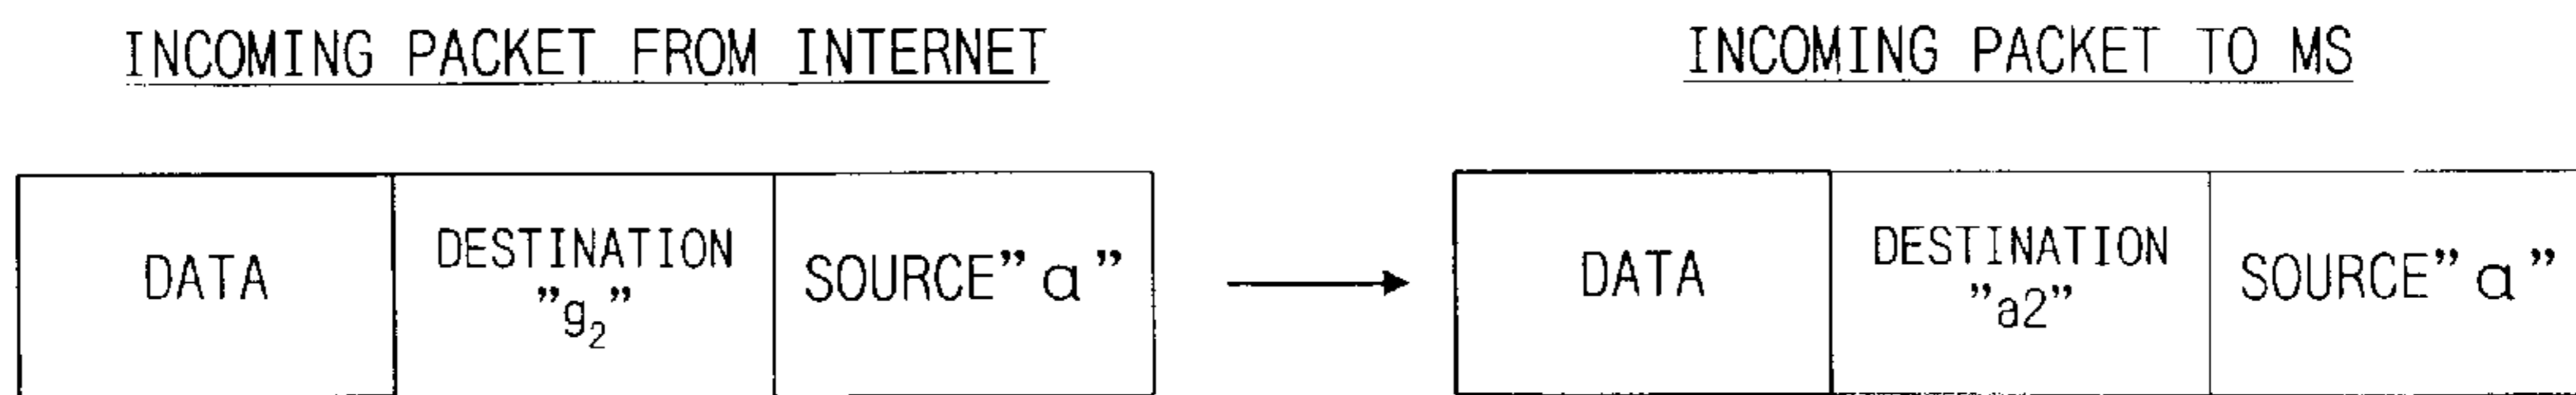 INCOMING PACKET FROM INTERNET
INCOMING PACKET TO MS
DATA
DESTINATION
”g₂”
SOURCE”a”
DATA
DESTINATION
”a2”
SOURCE”a”